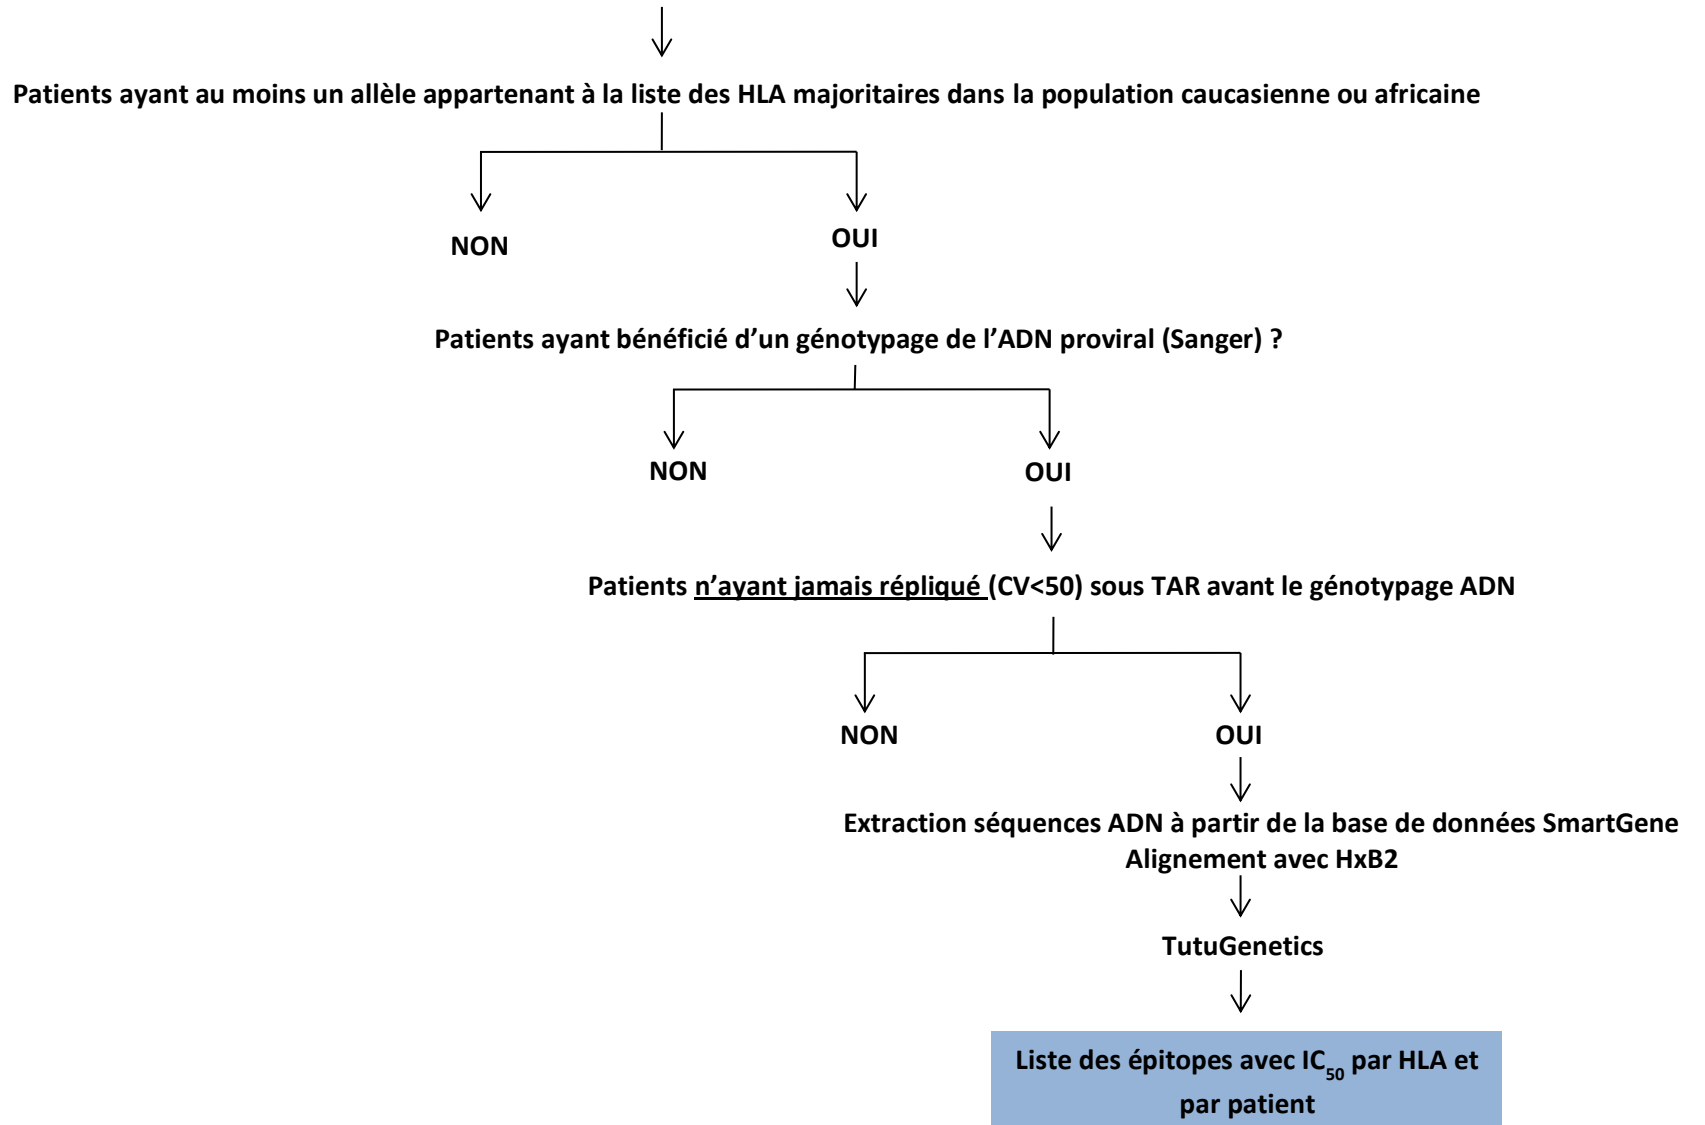 Patients ayant au moins un allèle appartenant à la liste des HLA majoritaires dans la population caucasienne ou africaine
NON
OUI
Patients ayant bénéficié d’un génotypage de l’ADN proviral (Sanger) ?
NON
OUI
Patients n’ayant jamais répliqué (CV<50) sous TAR avant le génotypage ADN
NON
OUI
Extraction séquences ADN à partir de la base de données SmartGene
Alignement avec HxB2
TutuGenetics
Liste des épitopes avec IC50 par HLA et
par patient